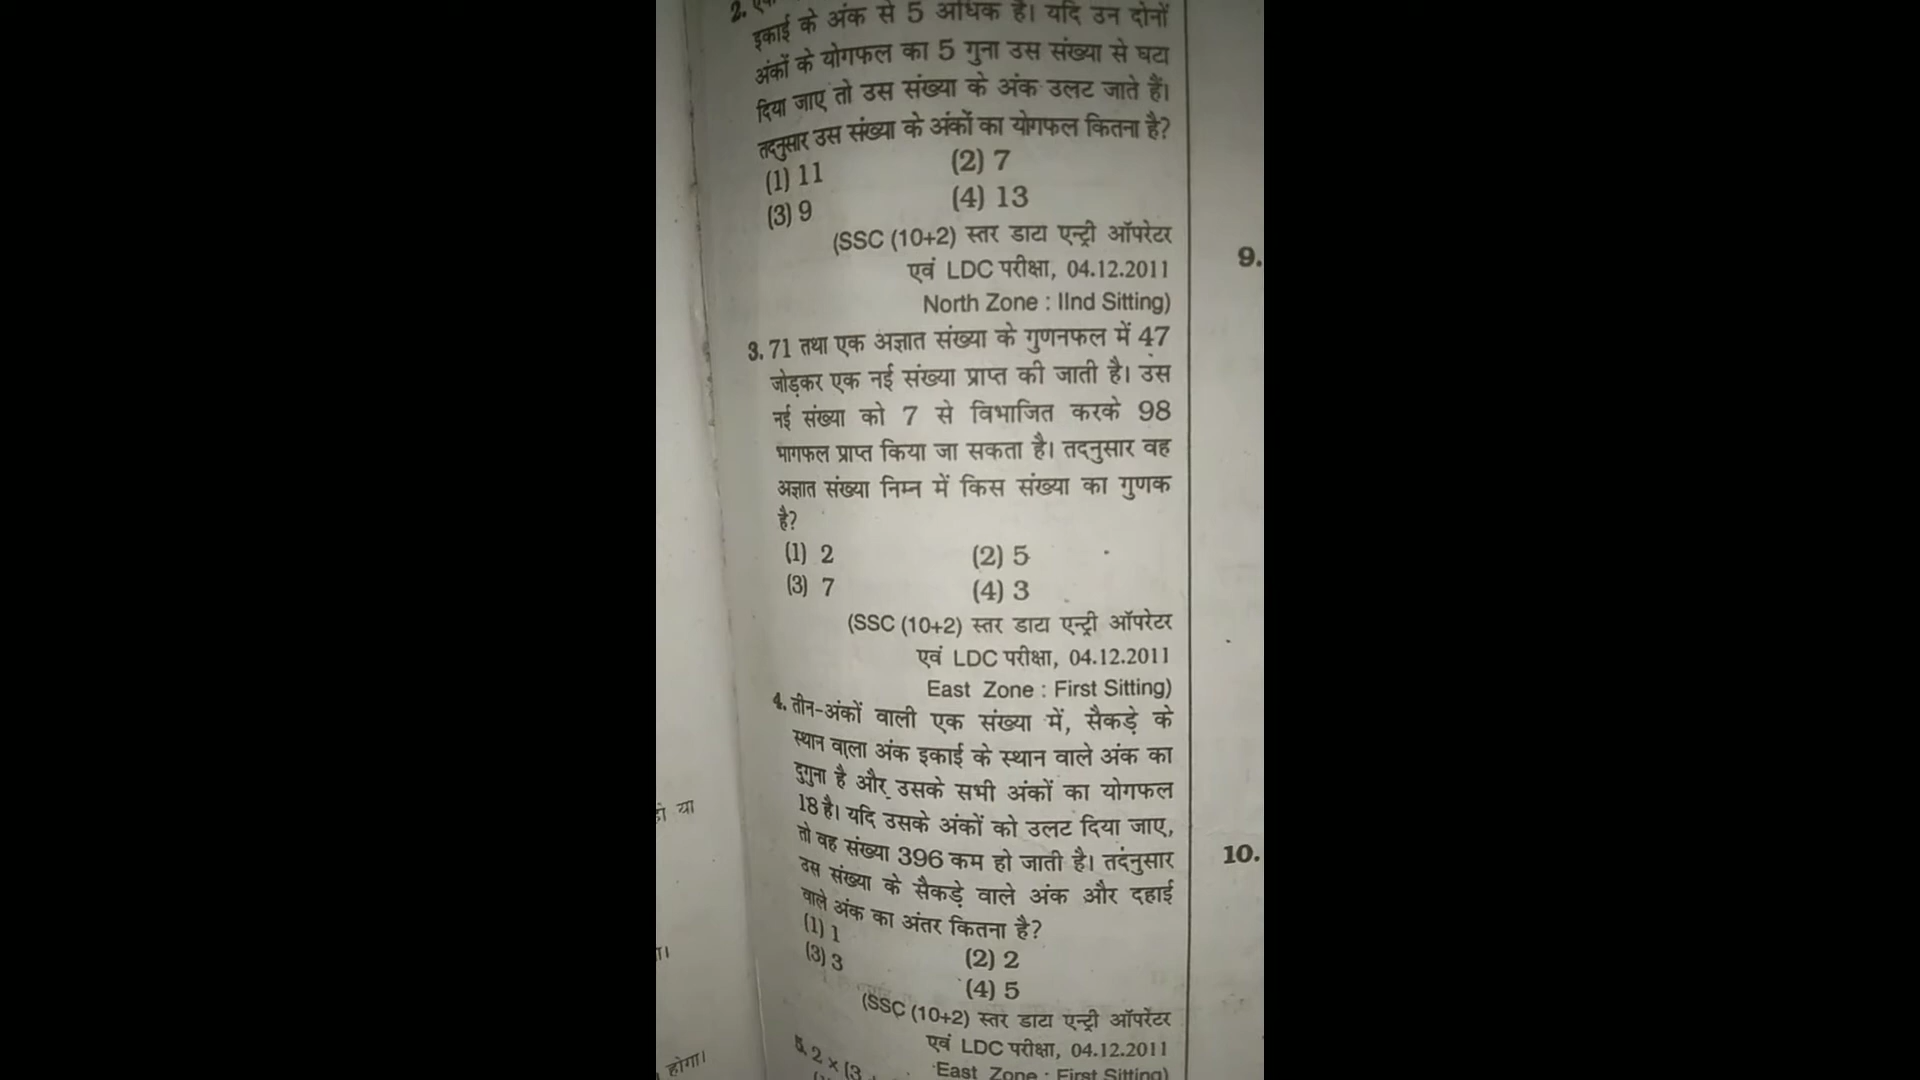 2.
इकाई के अंक से 5 अधिक है। यदि उन दोनों
अंकों के योगफल का 5 गुना उस संख्या से घटा
दिया जाए तो उस संख्या के अंक उलट जाते हैं।
तदनुसार उस संख्या के अंकों का योगफल कितना है?
(1) 11 (2) 7
(3) 9 (4) 13
(SSC (10+2) स्तर डाटा एन्ट्री ऑपरेटर
एवं LDC परीक्षा, 04.12.2011
North Zone : IInd Sitting)
3. 71 तथा एक अज्ञात संख्या के गुणनफल में 47
जोड़कर एक नई संख्या प्राप्त की जाती है। उस
नई संख्या को 7 से विभाजित करके 98
भागफल प्राप्त किया जा सकता है। तदनुसार वह
अज्ञात संख्या निम्न में किस संख्या का गुणक
है?
(1) 2 (2) 5
(3) 7 (4) 3
(SSC (10+2) स्तर डाटा एन्ट्री ऑपरेटर
एवं LDC परीक्षा, 04.12.2011
East Zone : First Sitting)
4. तीन-अंकों वाली एक संख्या में, सैकड़े के
स्थान वाला अंक इकाई के स्थान वाले अंक का
दुगुना है और उसके सभी अंकों का योगफल
18 है। यदि उसके अंकों को उलट दिया जाए,
तो वह संख्या 396 कम हो जाती है। तदनुसार
उस संख्या के सैकड़े वाले अंक और दहाई
वाले अंक का अंतर कितना है?
(1) 1 (2) 2
(3) 3 (4) 5
(SSC (10+2) स्तर डाटा एन्ट्री ऑपरेटर
एवं LDC परीक्षा, 04.12.2011
East Zone : First Sitting)
5. 2 × (3
9.
10.
हो या
होगा।